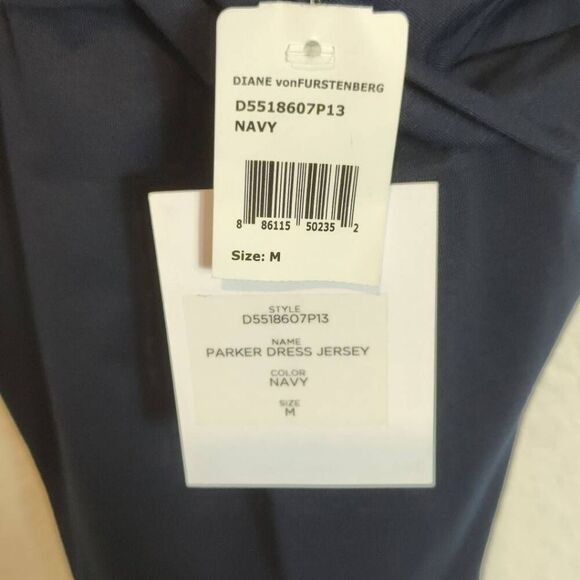 DIANE vonFURSTENBERG
D5518607P13
NAVY
8 86115 50235 2
Size: M
STYLE
D5518607P13
NAME
PARKER DRESS JERSEY
COLOR
NAVY
SIZE
M